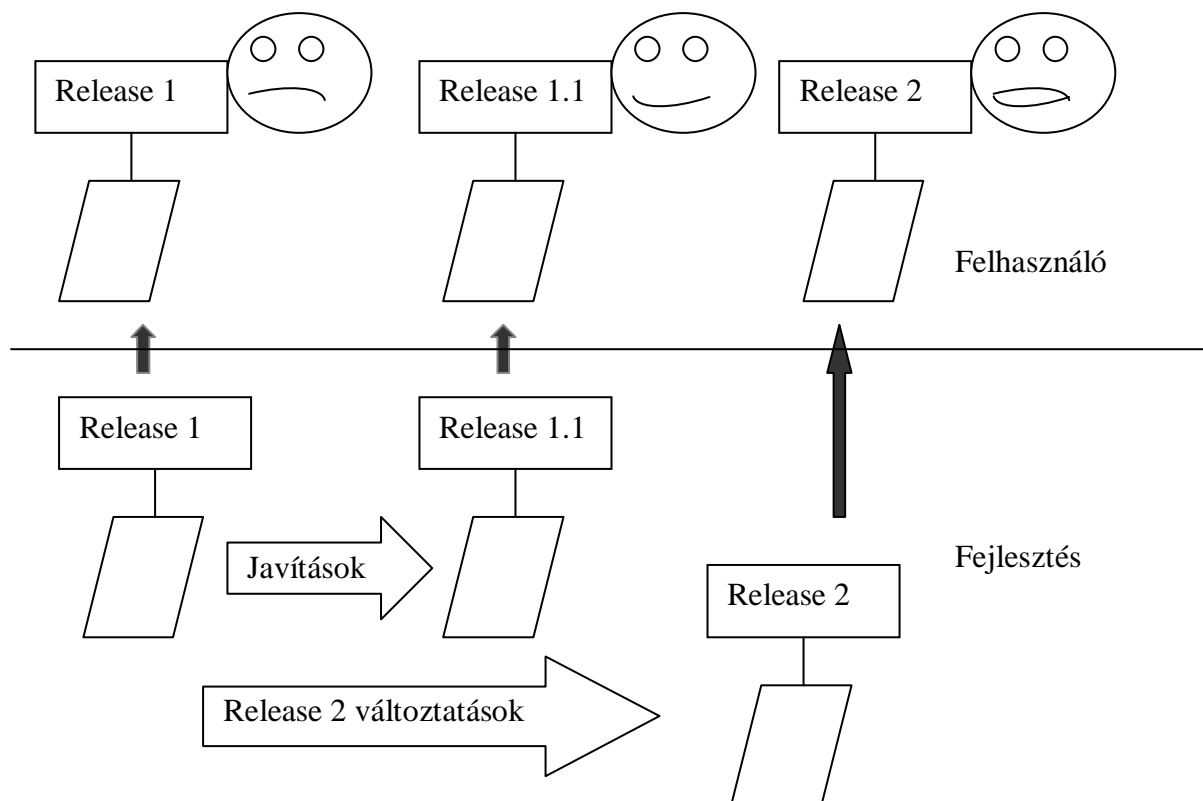 Release 1
Release 1.1
Release 2
Felhasználó
Release 1
Release 1.1
Javítások
Fejlesztés
Release 2
Release 2 változtatások